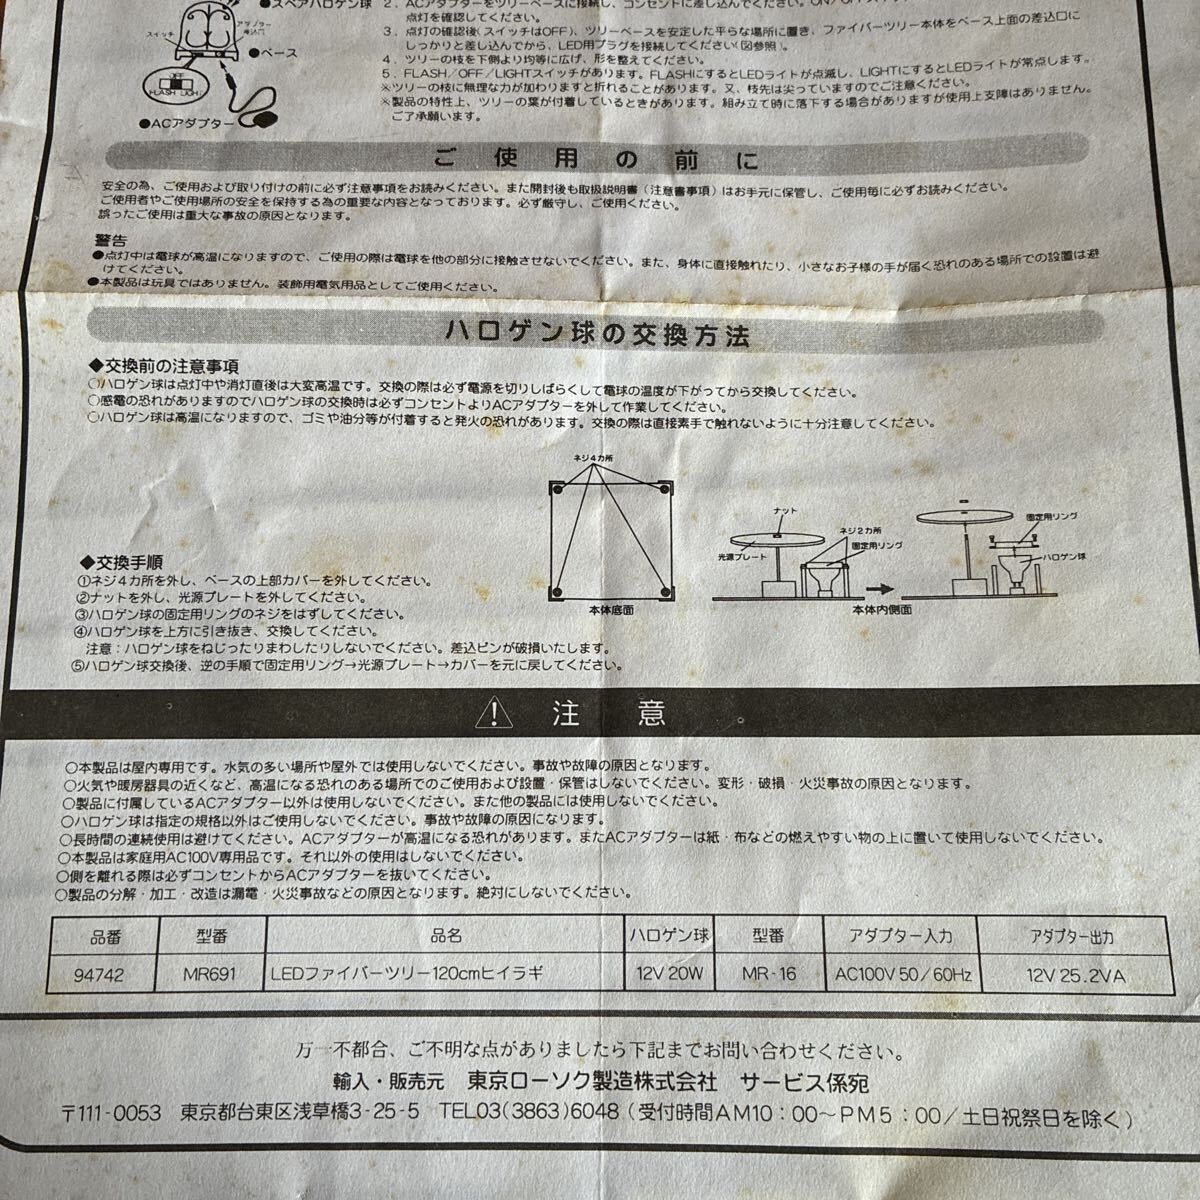 ●スペアハロゲン球
スイッチ
アダプター
差込口
●ベース
OFF
FLASH LIGHT
●ACアダプター
2．ACアダプターをツリーベースに接続し、コンセントに差し込んでください。
点灯を確認してください。
3．点灯の確認後(スイッチはOFF)、ツリーベースを安定した平らな場所に置き、ファイバーツリー本体をベース上面の差込口に
しっかりと差し込んでから、LED用プラグを接続してください(図参照)。
4．ツリーの枝を下側より均等に広げ、形を整えてください。
5．FLASH／OFF／LIGHTスイッチがあります。FLASHにするとLEDライトが点滅し、LIGHTにするとLEDライトが常点します。
※ツリーの枝に無理な力が加わりますと折れることがあります。又、枝先は尖っていますのでご注意ください。
※製品の特性上、ツリーの葉が付着しているときがあります。組み立て時に落下する場合がありますが使用上支障はありません。
ご了承願います。
ご使用の前に
安全の為、ご使用および取り付けの前に必ず注意事項をお読みください。また開封後も取扱説明書（注意書事項）はお手元に保管し、ご使用毎に必ずお読みください。
ご使用者やご使用場所の安全を保持する為の重要な内容となっております。必ず厳守し、ご使用ください。
誤ったご使用は重大な事故の原因となります。
警告
●点灯中は電球が高温になりますので、ご使用の際は電球を他の部分に接触させないでください。また、身体に直接触れたり、小さなお子様の手が届く恐れのある場所での設置は避
けてください。
●本製品は玩具ではありません。装飾用電気用品としてご使用ください。
ハロゲン球の交換方法
◆交換前の注意事項
○ハロゲン球は点灯中や消灯直後は大変高温です。交換の際は必ず電源を切りしばらくして電球の温度が下がってから交換してください。
○感電の恐れがありますのでハロゲン球の交換時は必ずコンセントよりACアダプターを外して作業してください。
○ハロゲン球は高温になりますので、ゴミや油分等が付着すると発火の恐れがあります。交換の際は直接素手で触れないように十分注意してください。
ネジ4カ所
本体底面
ナット
光源プレート
ネジ2カ所
固定用リング
固定用リング
ハロゲン球
本体内側面
◆交換手順
①ネジ4カ所を外し、ベースの上部カバーを外してください。
②ナットを外し、光源プレートを外してください。
③ハロゲン球の固定用リングのネジをはずしてください。
④ハロゲン球を上方に引き抜き、交換してください。
注意：ハロゲン球をねじったりまわしたりしないでください。差込ピンが破損いたします。
⑤ハロゲン球交換後、逆の手順で固定用リング→光源プレート→カバーを元に戻してください。
⚠ 注意
○本製品は屋内専用です。水気の多い場所や屋外では使用しないでください。事故や故障の原因となります。
○火気や暖房器具の近くなど、高温になる恐れのある場所でのご使用および設置・保管はしないでください。変形・破損・火災事故の原因となります。
○製品に付属しているACアダプター以外は使用しないでください。また他の製品には使用しないでください。
○ハロゲン球は指定の規格以外はご使用しないでください。事故や故障の原因になります。
○長時間の連続使用は避けてください。ACアダプターが高温になる恐れがあります。またACアダプターは紙・布などの燃えやすい物の上に置いて使用しないでください。
○本製品は家庭用AC100V専用品です。それ以外の使用はしないでください。
○側を離れる際は必ずコンセントからACアダプターを抜いてください。
○製品の分解・加工・改造は漏電・火災事故などの原因となります。絶対にしないでください。
品番 型番 品名 ハロゲン球 型番 アダプター入力 アダプター出力
94742 MR691 LEDファイバーツリー120cmヒイラギ 12V 20W MR-16 AC100V 50／60Hz 12V 25.2VA
万一不都合、ご不明な点がありましたら下記までお問い合わせください。
輸入・販売元 東京ローソク製造株式会社 サービス係宛
〒111-0053 東京都台東区浅草橋3-25-5 TEL03(3863)6048（受付時間AM10：00～PM5：00／土日祝祭日を除く）